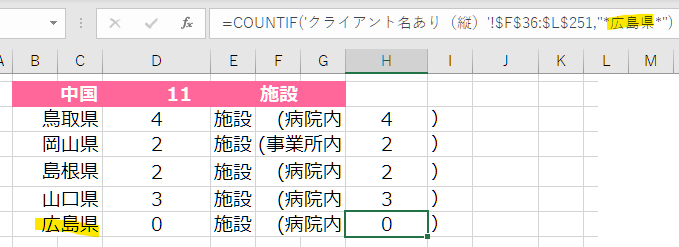 =COUNTIF('クライアント名あり（縦）'!$F$36:$L$251,"*広島県*")
A B C D E F G H I J K L M
中国 11 施設
鳥取県 4 施設 (病院内 4 )
岡山県 2 施設 (事業所内 2 )
島根県 2 施設 (病院内 2 )
山口県 3 施設 (病院内 3 )
広島県 0 施設 (病院内 0 )